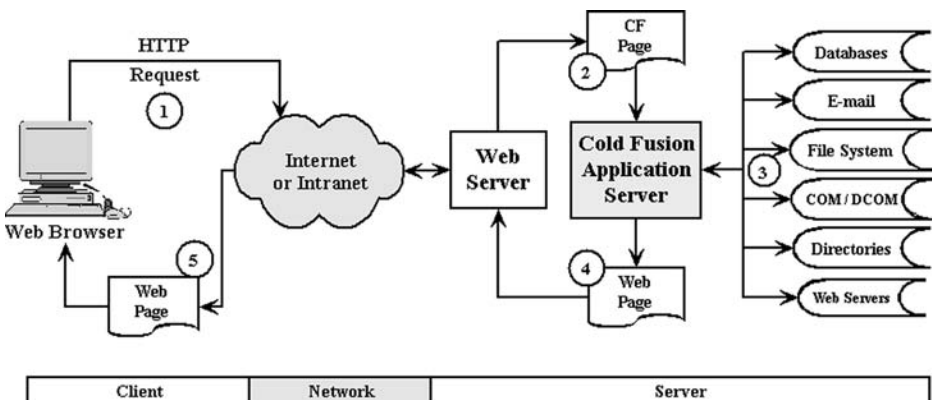 HTTP
Request
1
Web Browser
5
Web
Page
Internet
or Intranet
Web
Server
CF
Page
2
Cold Fusion
Application
Server
4
Web
Page
3
Databases
E-mail
File System
COM / DCOM
Directories
Web Servers
Client
Network
Server